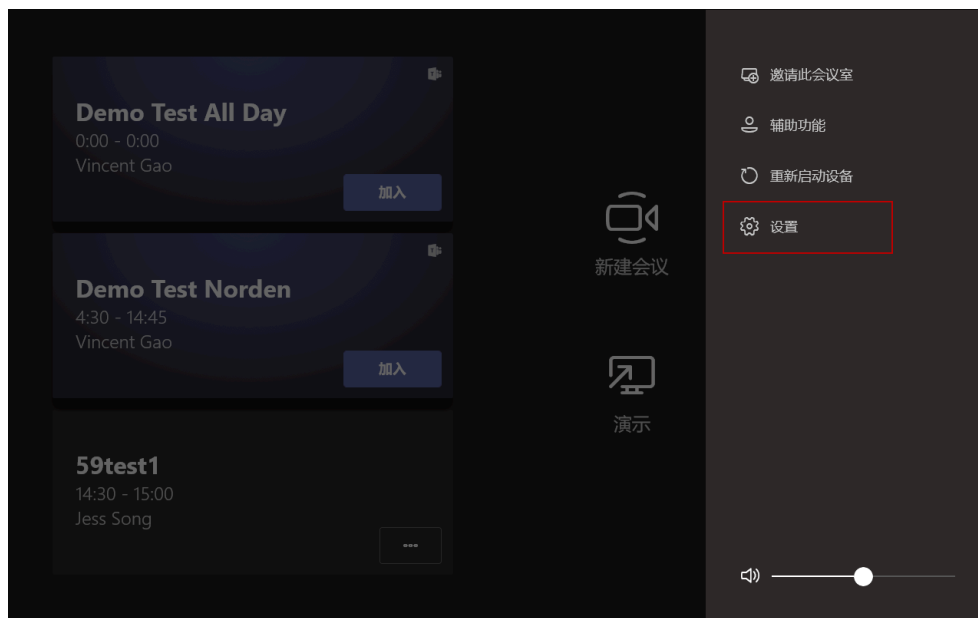 Demo Test All Day
0:00 - 0:00
Vincent Gao
加入
Demo Test Norden
4:30 - 14:45
Vincent Gao
加入
59test1
14:30 - 15:00
Jess Song
新建会议
演示
邀请此会议室
辅助功能
重新启动设备
设置